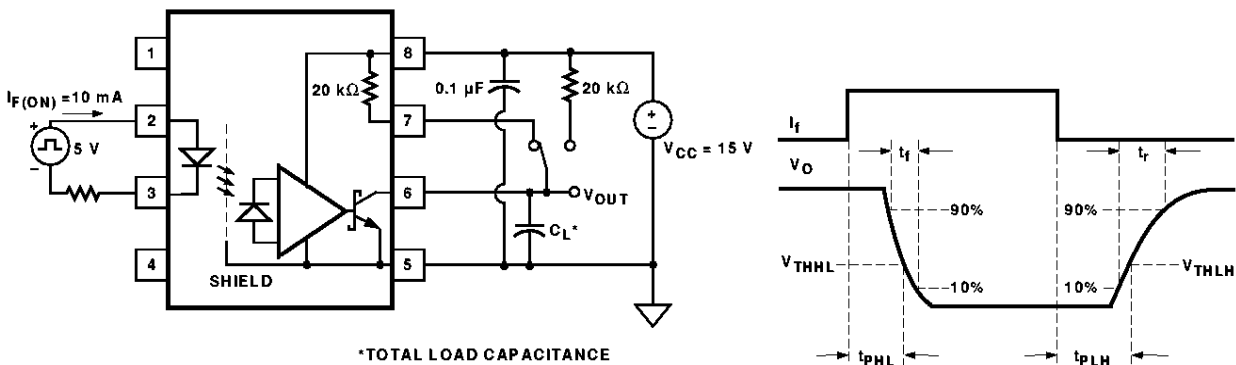 1
8
I_F(ON) =10 mA
20 kΩ
0.1 µF
20 kΩ
2
7
+
5 V
–
+
–
V_CC = 15 V
3
6
V_OUT
C_L*
4
5
SHIELD
*TOTAL LOAD CAPACITANCE
I_f
V_O
t_f
t_r
90%
90%
V_THHL
V_THLH
10%
10%
t_PHL
t_PLH